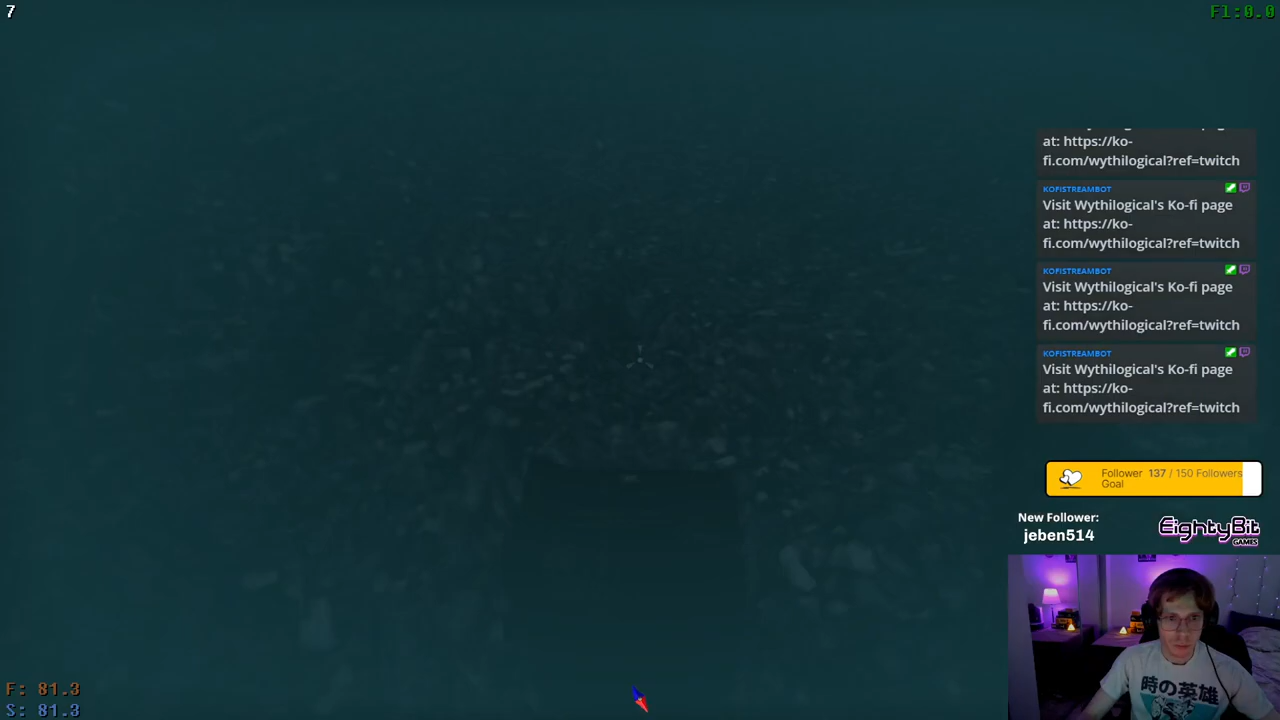 7
F1:0.0
at: https://ko-
fi.com/wythilogical?ref=twitch
KOFISTREAMBOT
Visit Wythilogical's Ko-fi page
at: https://ko-
fi.com/wythilogical?ref=twitch
KOFISTREAMBOT
Visit Wythilogical's Ko-fi page
at: https://ko-
fi.com/wythilogical?ref=twitch
KOFISTREAMBOT
Visit Wythilogical's Ko-fi page
at: https://ko-
fi.com/wythilogical?ref=twitch
Follower 137 / 150 Followers
Goal
New Follower:
jeben514
EightyBit
GAMES
時の英雄
F: 81.3
S: 81.3